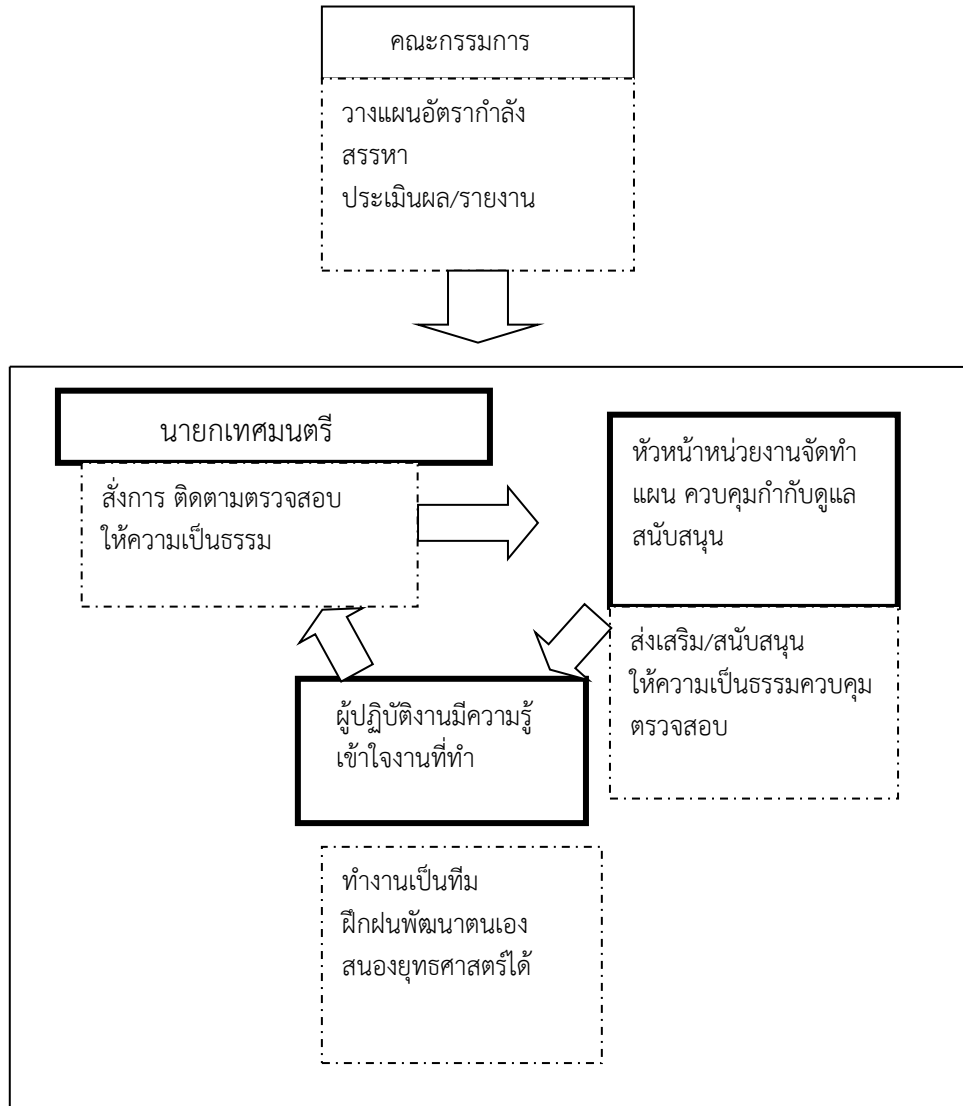 คณะกรรมการ
วางแผนอัตรากำลัง
สรรหา
ประเมินผล/รายงาน
นายกเทศมนตรี
สั่งการ ติดตามตรวจสอบ
ให้ความเป็นธรรม
หัวหน้าหน่วยงานจัดทำ
แผน ควบคุมกำกับดูแล
สนับสนุน
ส่งเสริม/สนับสนุน
ให้ความเป็นธรรมควบคุม
ตรวจสอบ
ผู้ปฏิบัติงานมีความรู้
เข้าใจงานที่ทำ
ทำงานเป็นทีม
ฝึกฝนพัฒนาตนเอง
สนองยุทธศาสตร์ได้